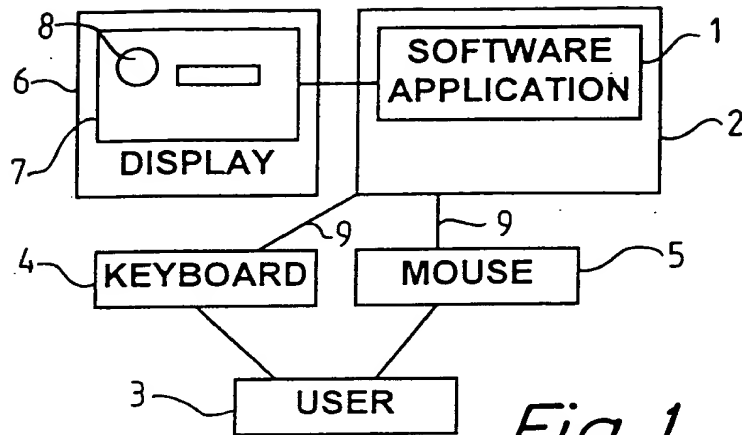 8
1
SOFTWARE
APPLICATION
6
2
7
DISPLAY
9
9
4
KEYBOARD
MOUSE
5
3
USER
Fig. 1